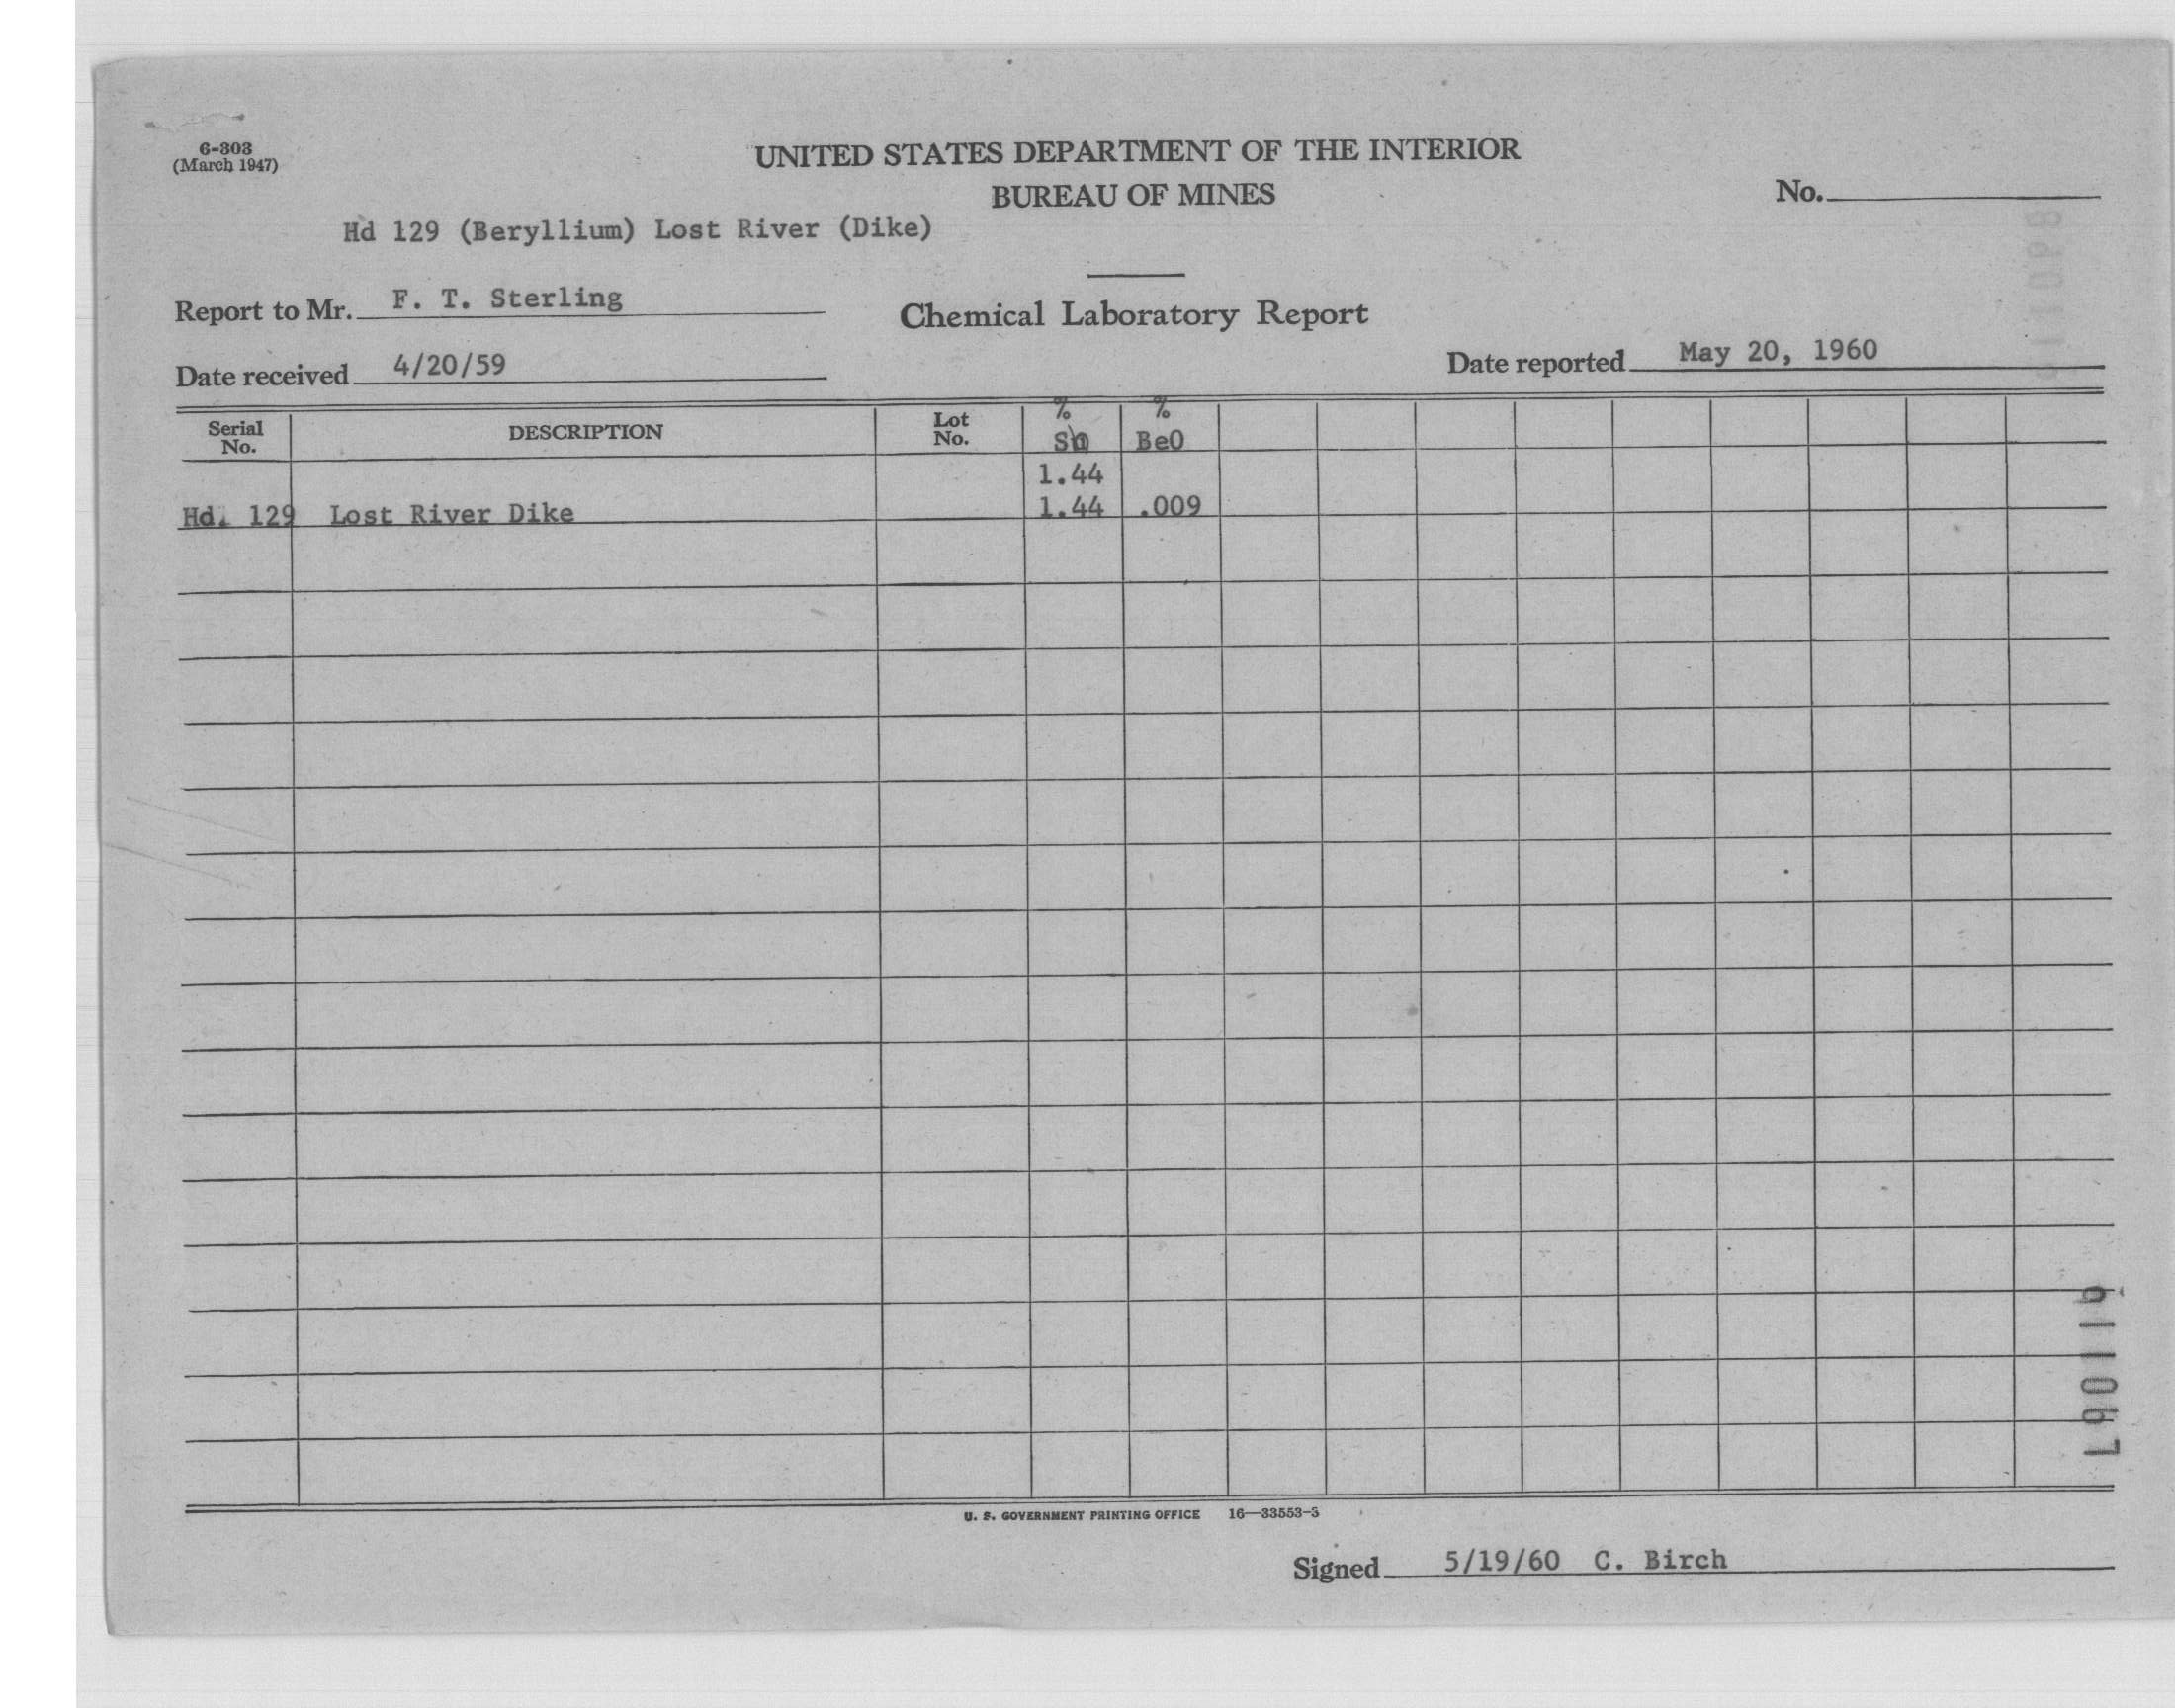 6-303
(March 1947)
UNITED STATES DEPARTMENT OF THE INTERIOR
BUREAU OF MINES
No.
Hd 129 (Beryllium) Lost River (Dike)
Report to Mr. F. T. Sterling
Chemical Laboratory Report
Date received 4/20/59
Date reported May 20, 1960
Serial No. DESCRIPTION Lot No. % Sn % BeO
1.44
Hd. 129 Lost River Dike 1.44 .009
U. S. GOVERNMENT PRINTING OFFICE 16—33553-3
Signed 5/19/60 C. Birch